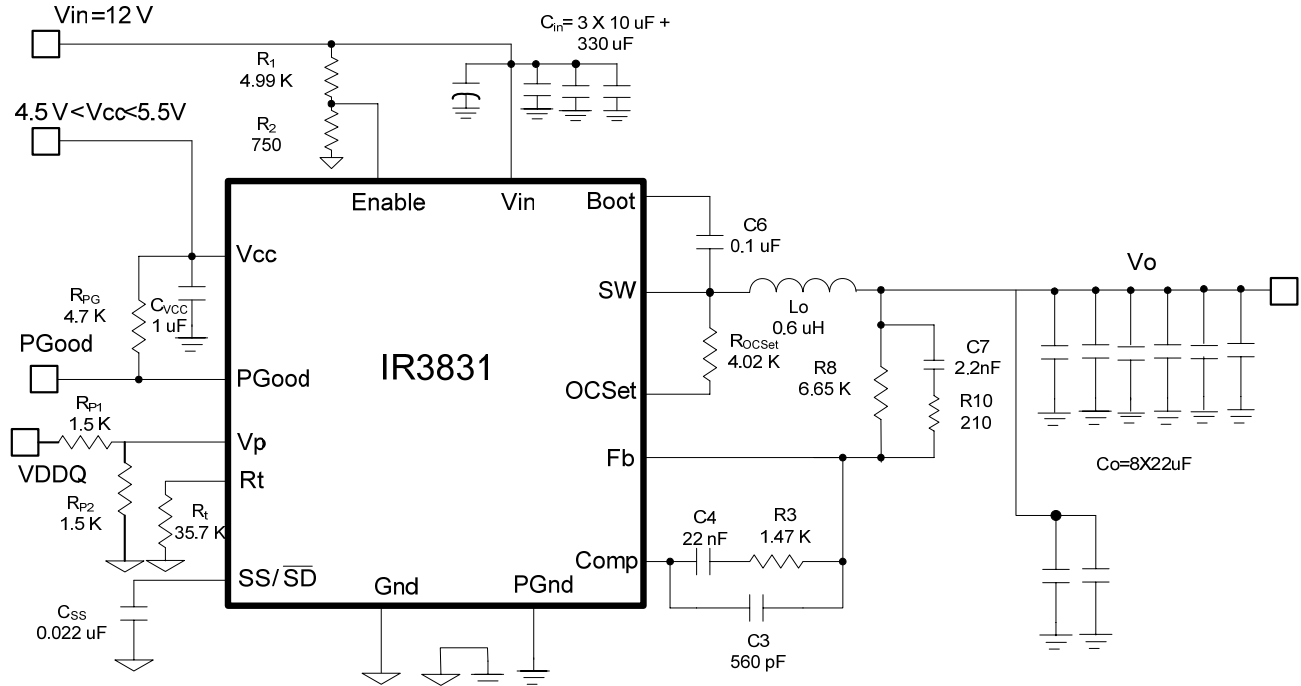 Vin=12 V
Cin= 3 X 10 uF +
330 uF
R1
4.99 K
4.5 V<Vcc<5.5V
R2
750
Enable
Vin
Boot
C6
0.1 uF
Vcc
Vo
SW
RPG
4.7 K
CVCC
1 uF
Lo
0.6 uH
ROCSet
4.02 K
PGood
IR3831
R8
6.65 K
C7
2.2nF
PGood
OCSet
RP1
1.5 K
R10
210
Vp
VDDQ
Fb
Co=8X22uF
Rt
RP2
1.5 K
Rt
35.7 K
C4
22 nF
R3
1.47 K
Comp
SS/SD
Gnd
PGnd
CSS
0.022 uF
C3
560 pF